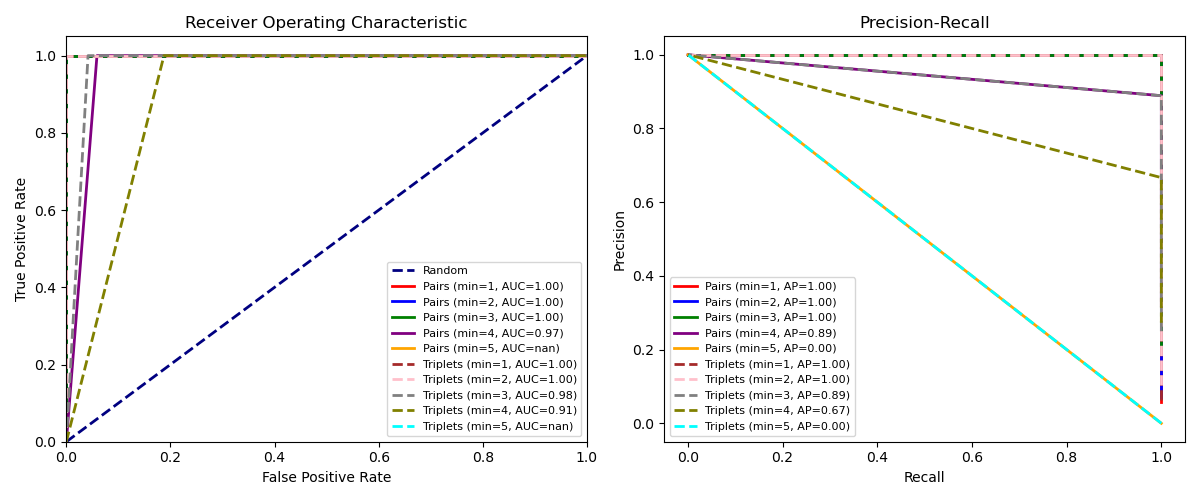 Receiver Operating Characteristic
True Positive Rate
1.0
0.8
0.6
0.4
0.2
0.0
0.0 0.2 0.4 0.6 0.8 1.0
False Positive Rate
Random
Pairs (min=1, AUC=1.00)
Pairs (min=2, AUC=1.00)
Pairs (min=3, AUC=1.00)
Pairs (min=4, AUC=0.97)
Pairs (min=5, AUC=nan)
Triplets (min=1, AUC=1.00)
Triplets (min=2, AUC=1.00)
Triplets (min=3, AUC=0.98)
Triplets (min=4, AUC=0.91)
Triplets (min=5, AUC=nan)
Precision-Recall
Precision
1.0
0.8
0.6
0.4
0.2
0.0
0.0 0.2 0.4 0.6 0.8 1.0
Recall
Pairs (min=1, AP=1.00)
Pairs (min=2, AP=1.00)
Pairs (min=3, AP=1.00)
Pairs (min=4, AP=0.89)
Pairs (min=5, AP=0.00)
Triplets (min=1, AP=1.00)
Triplets (min=2, AP=1.00)
Triplets (min=3, AP=0.89)
Triplets (min=4, AP=0.67)
Triplets (min=5, AP=0.00)